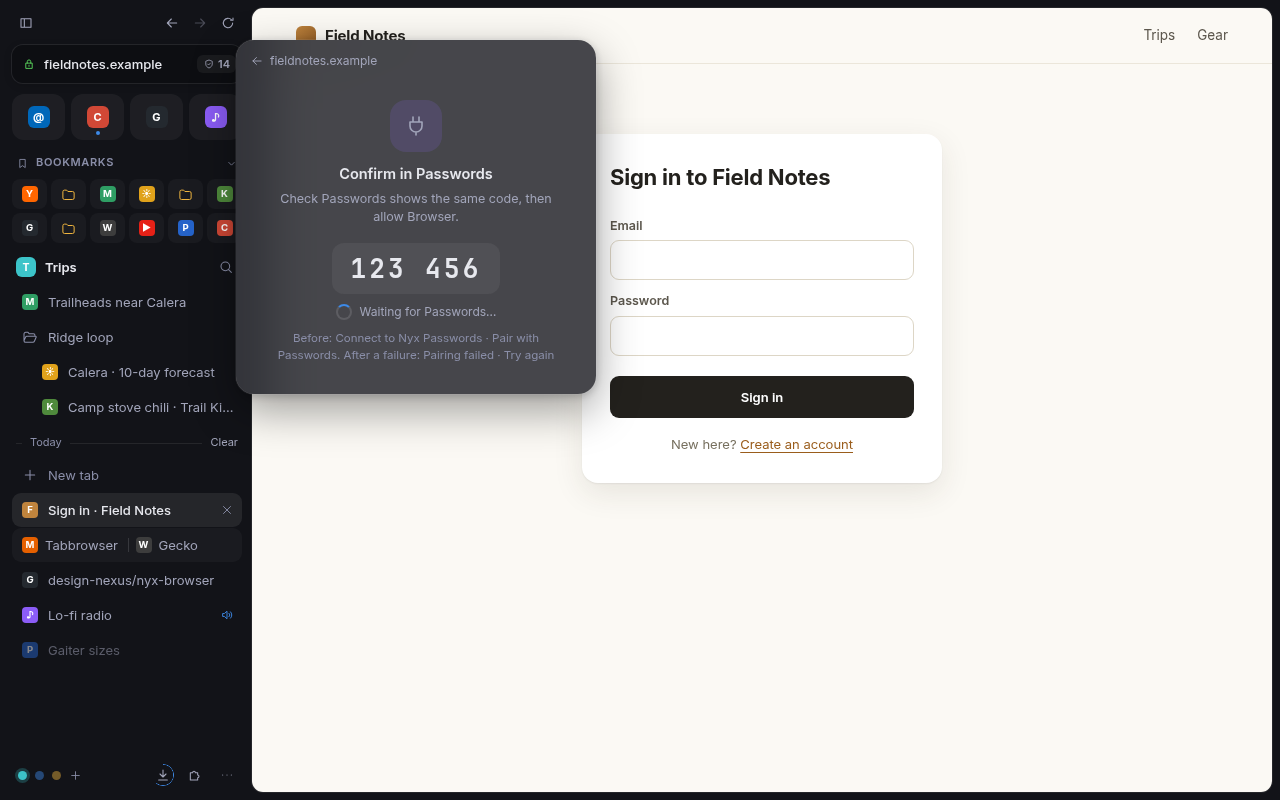 fieldnotes.example
14
@
C
G
BOOKMARKS
Y
M
K
G
W
P
C
T Trips
M Trailheads near Calera
Ridge loop
Calera · 10-day forecast
K Camp stove chili · Trail Ki...
Today
Clear
New tab
F Sign in · Field Notes
M Tabbrowser
W Gecko
G design-nexus/nyx-browser
Lo-fi radio
P Gaiter sizes
Field Notes
Trips
Gear
fieldnotes.example
Confirm in Passwords
Check Passwords shows the same code, then
allow Browser.
123 456
Waiting for Passwords...
Before: Connect to Nyx Passwords · Pair with
Passwords. After a failure: Pairing failed · Try again
Sign in to Field Notes
Email
Password
Sign in
New here? Create an account